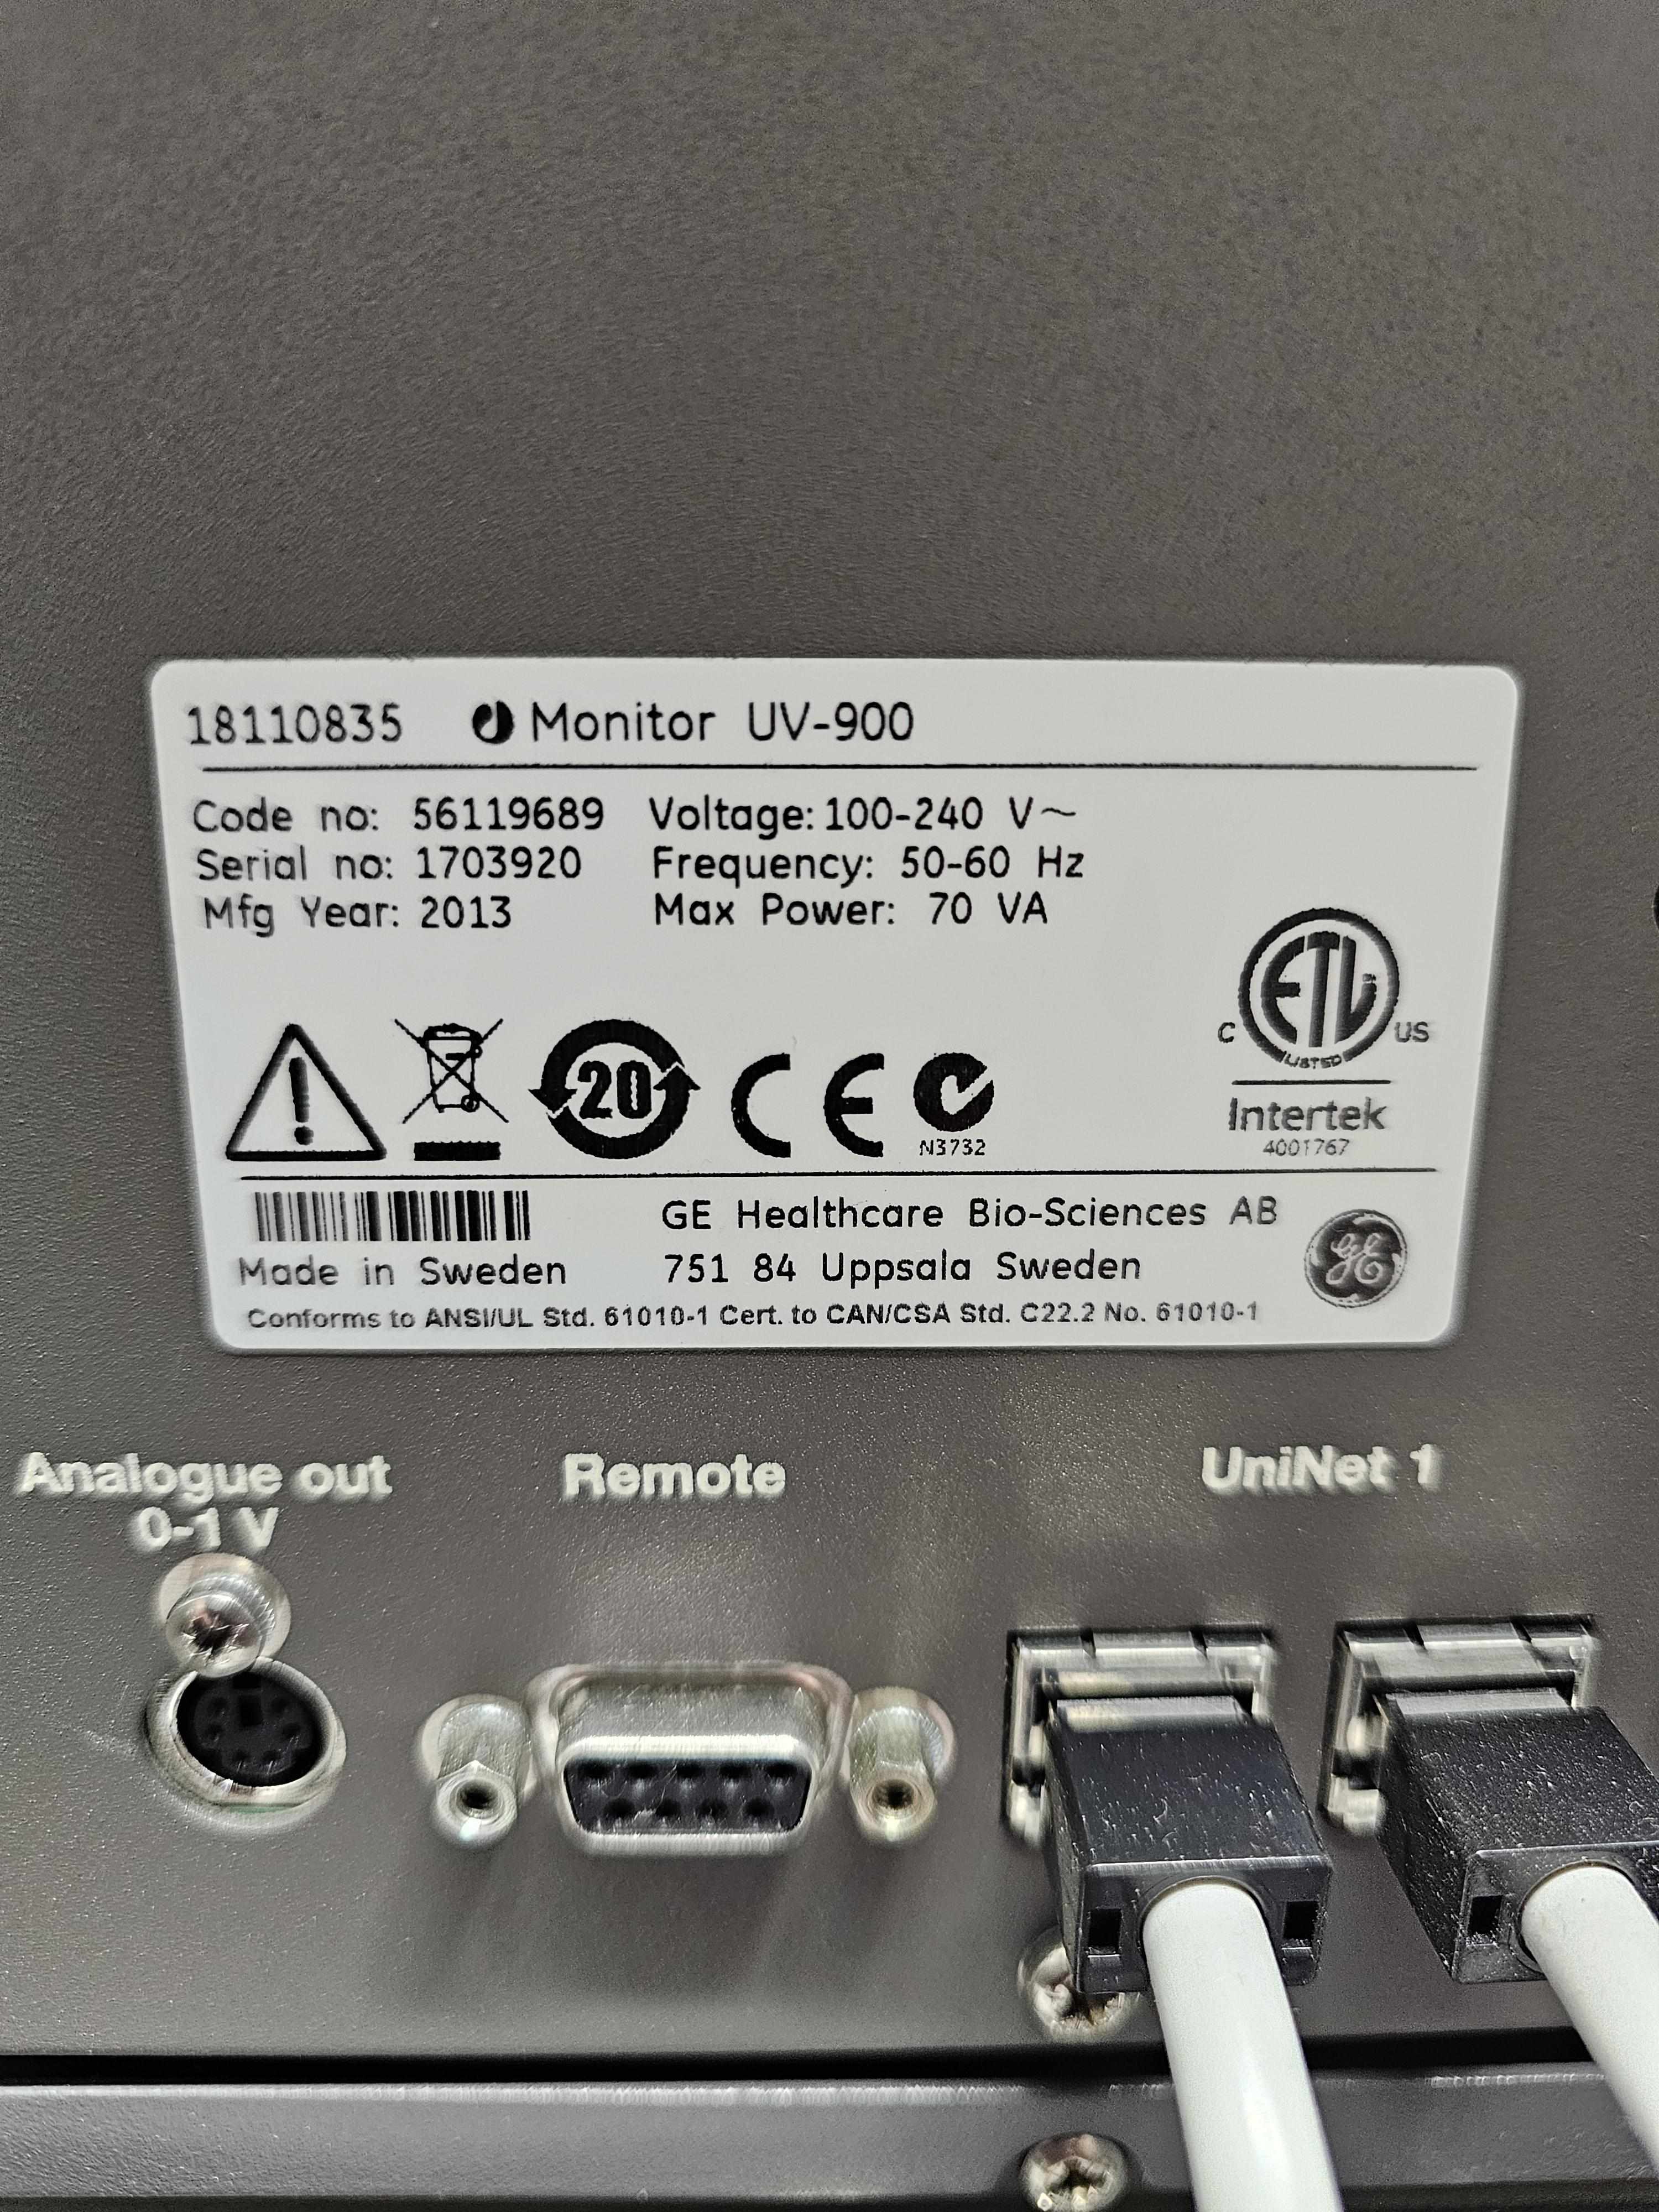 18110835 Monitor UV-900
Code no: 56119689 Voltage: 100-240 V~
Serial no: 1703920 Frequency: 50-60 Hz
Mfg Year: 2013 Max Power: 70 VA
ETL
C US
LISTED
Intertek
4001767
20 CE
N3732
GE Healthcare Bio-Sciences AB
Made in Sweden 751 84 Uppsala Sweden
GE
Conforms to ANSI/UL Std. 61010-1 Cert. to CAN/CSA Std. C22.2 No. 61010-1
Analogue out
0-1 V
Remote
UniNet 1